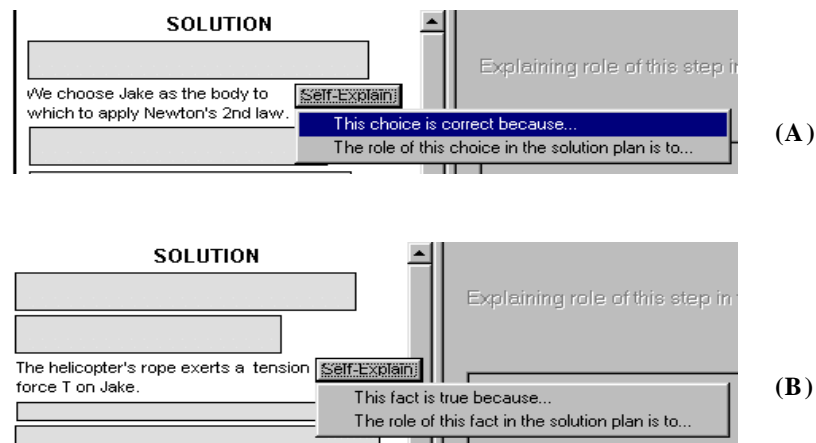 SOLUTION
Explaining role of this step in
We choose Jake as the body to
which to apply Newton's 2nd law.
Self-Explain
This choice is correct because...
The role of this choice in the solution plan is to...
(A)
SOLUTION
Explaining role of this step in
The helicopter's rope exerts a tension
force T on Jake.
Self-Explain
This fact is true because...
The role of this fact in the solution plan is to...
(B)